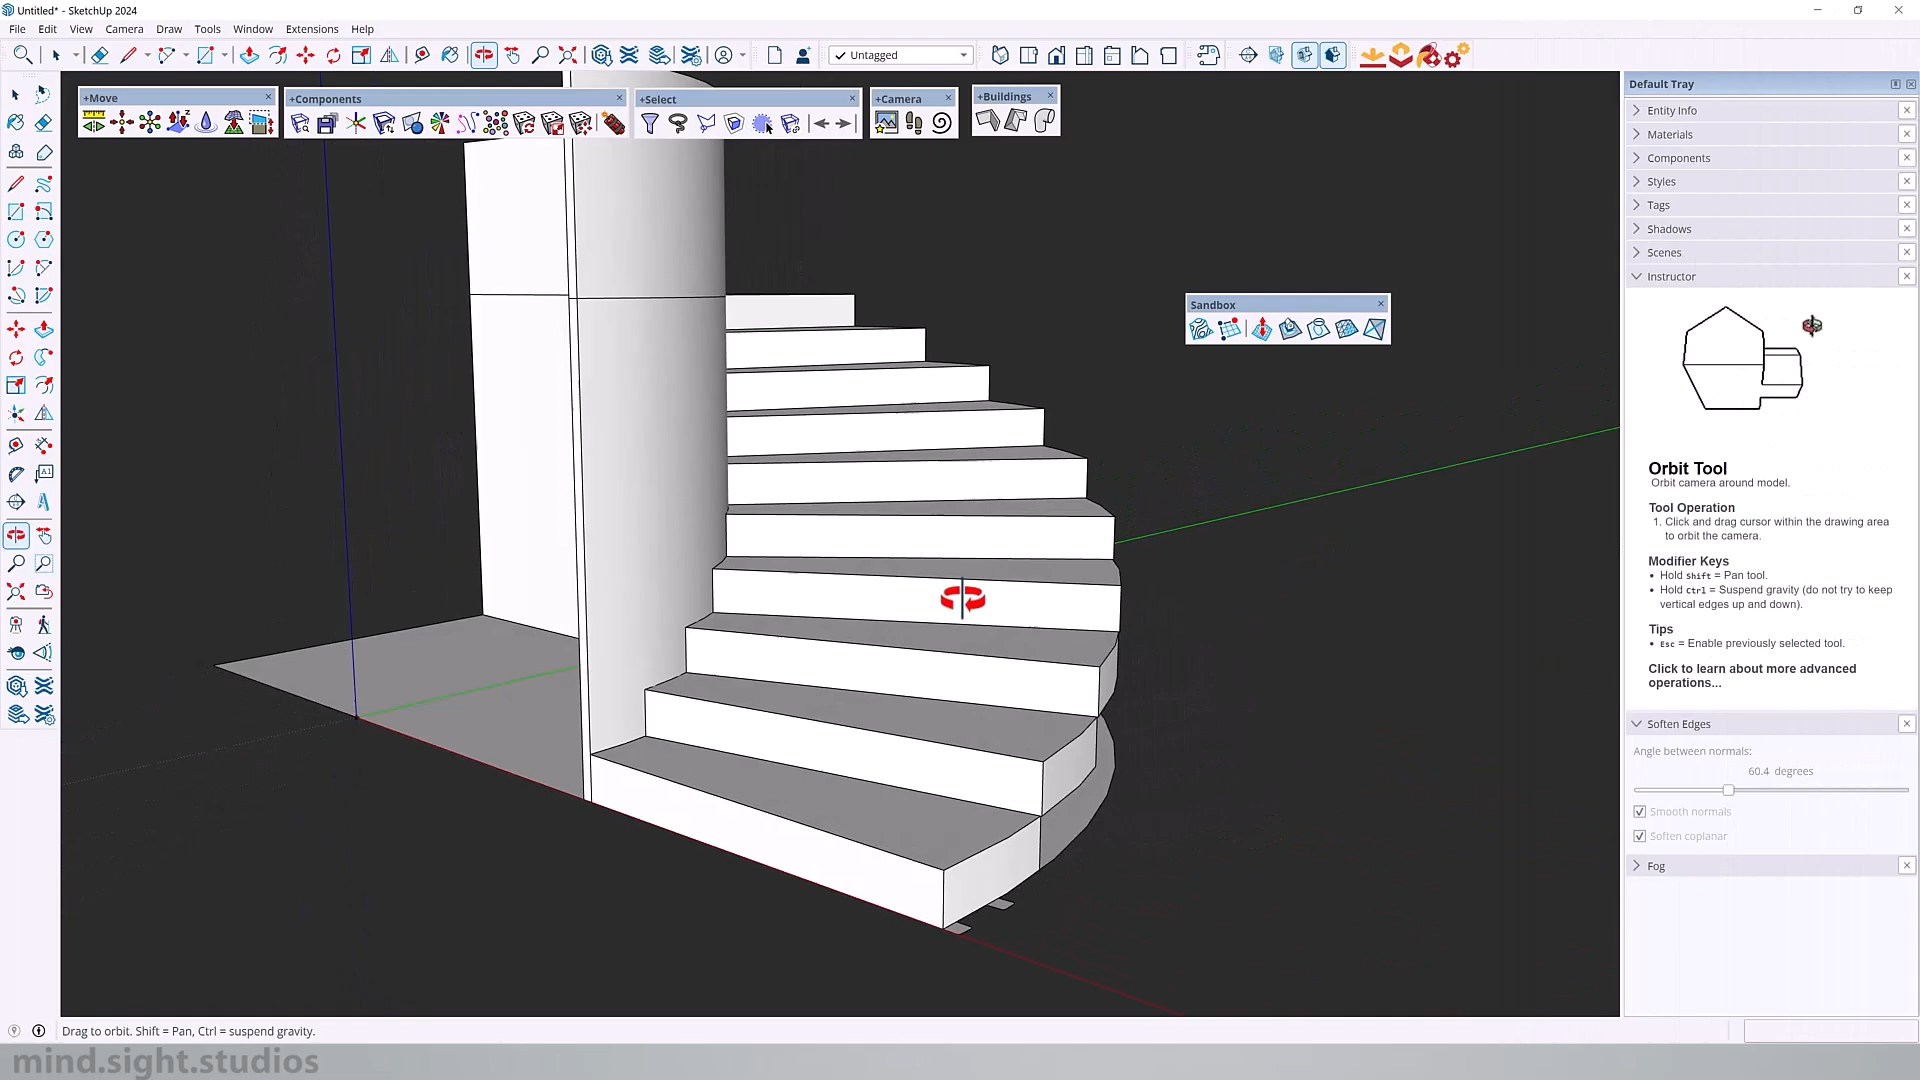 Untitled* - SketchUp 2024
File Edit View Camera Draw Tools Window Extensions Help
Untagged
+Move
+Components
+Select
+Camera
+Buildings
Sandbox
A1
Default Tray
Entity Info
Materials
Components
Styles
Tags
Shadows
Scenes
Instructor
Orbit Tool
Orbit camera around model.
Tool Operation
1. Click and drag cursor within the drawing area
to orbit the camera.
Modifier Keys
• Hold Shift = Pan tool.
• Hold Ctrl = Suspend gravity (do not try to keep
vertical edges up and down).
Tips
• Esc = Enable previously selected tool.
Click to learn about more advanced
operations...
Soften Edges
Angle between normals:
60.4 degrees
Smooth normals
Soften coplanar
Fog
Drag to orbit. Shift = Pan, Ctrl = suspend gravity.
mind.sight.studios